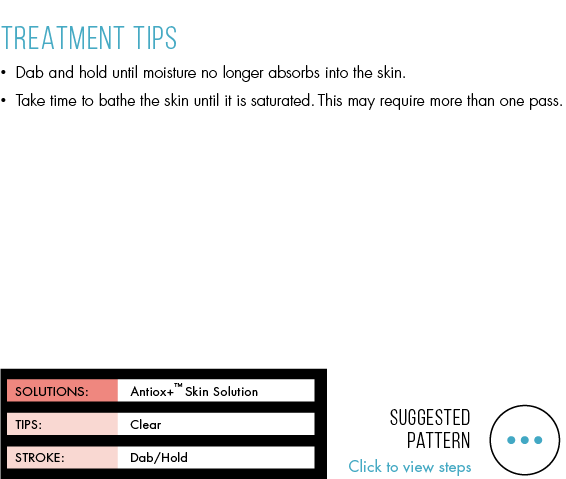 TREATMENT TIPS
• Dab and hold until moisture no longer absorbs into the skin.
• Take time to bathe the skin until it is saturated. This may require more than one pass.
SOLUTIONS: Antiox+™ Skin Solution
TIPS: Clear
STROKE: Dab/Hold
SUGGESTED
PATTERN
Click to view steps